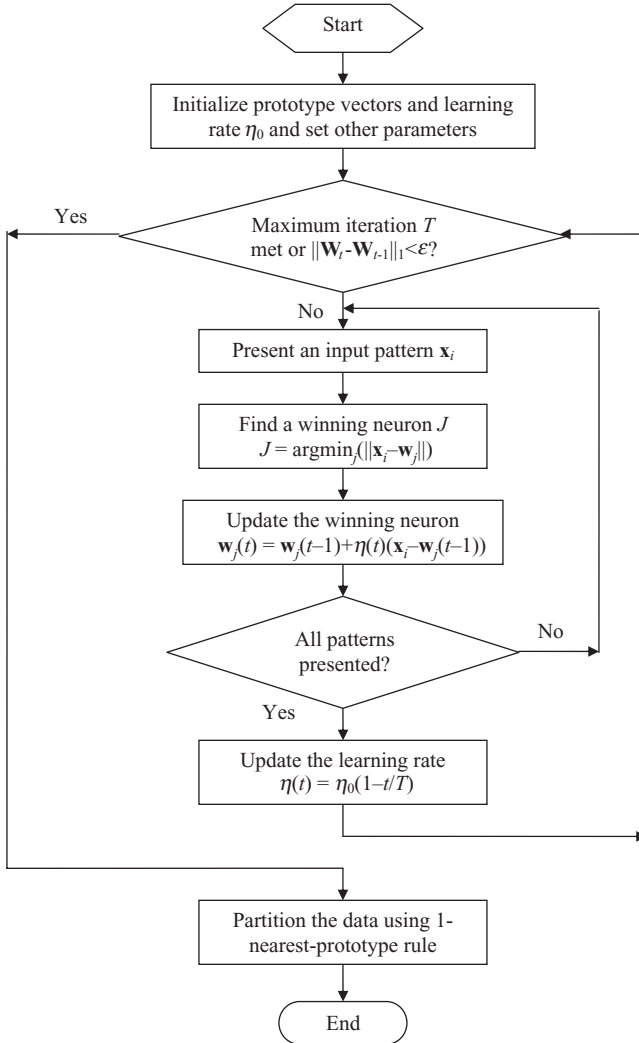 Start
Initialize prototype vectors and learning
rate η₀ and set other parameters
Yes
Maximum iteration T
met or ||Wₜ-Wₜ₋₁||₁<ε?
No
Present an input pattern xᵢ
Find a winning neuron J
J = argminⱼ(||xᵢ–wⱼ||)
Update the winning neuron
wⱼ(t) = wⱼ(t–1)+η(t)(xᵢ–wⱼ(t–1))
All patterns
presented?
No
Yes
Update the learning rate
η(t) = η₀(1–t/T)
Partition the data using 1-
nearest-prototype rule
End